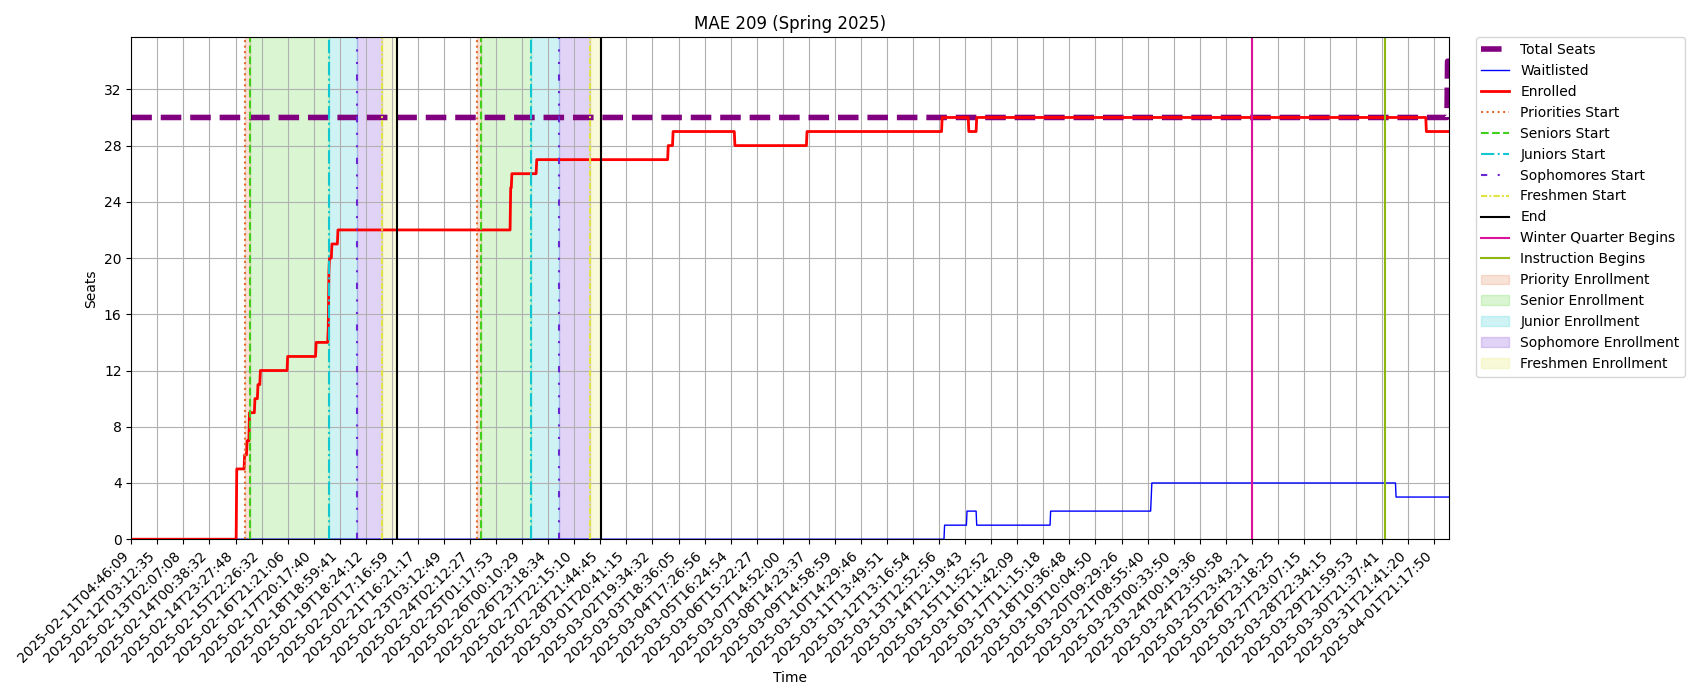 MAE 209 (Spring 2025)
Seats
32
28
24
20
16
12
8
4
0
2025-02-11T04:46:09
2025-02-12T03:12:35
2025-02-13T02:07:08
2025-02-14T00:38:32
2025-02-14T23:27:48
2025-02-15T22:26:32
2025-02-16T21:21:06
2025-02-17T20:17:40
2025-02-18T18:59:41
2025-02-19T18:24:12
2025-02-20T17:16:59
2025-02-21T16:21:17
2025-02-23T03:12:49
2025-02-24T02:12:27
2025-02-25T01:17:53
2025-02-26T00:10:29
2025-02-26T23:18:34
2025-02-27T22:15:10
2025-02-28T21:44:45
2025-03-01T20:41:15
2025-03-02T19:34:32
2025-03-03T18:36:05
2025-03-04T17:26:56
2025-03-05T16:24:54
2025-03-06T15:22:27
2025-03-07T14:52:00
2025-03-08T14:23:37
2025-03-09T14:58:59
2025-03-10T14:29:46
2025-03-11T13:49:51
2025-03-12T13:16:54
2025-03-13T12:52:56
2025-03-14T12:19:43
2025-03-15T11:52:52
2025-03-16T11:42:09
2025-03-17T11:15:18
2025-03-18T10:36:48
2025-03-19T10:04:50
2025-03-20T09:29:26
2025-03-21T08:55:40
2025-03-23T00:33:50
2025-03-24T00:19:36
2025-03-24T23:50:58
2025-03-25T23:43:21
2025-03-26T23:18:25
2025-03-27T23:07:15
2025-03-28T22:34:15
2025-03-29T21:59:53
2025-03-30T21:37:41
2025-03-31T21:41:20
2025-04-01T21:17:50
Time
Total Seats
Waitlisted
Enrolled
Priorities Start
Seniors Start
Juniors Start
Sophomores Start
Freshmen Start
End
Winter Quarter Begins
Instruction Begins
Priority Enrollment
Senior Enrollment
Junior Enrollment
Sophomore Enrollment
Freshmen Enrollment